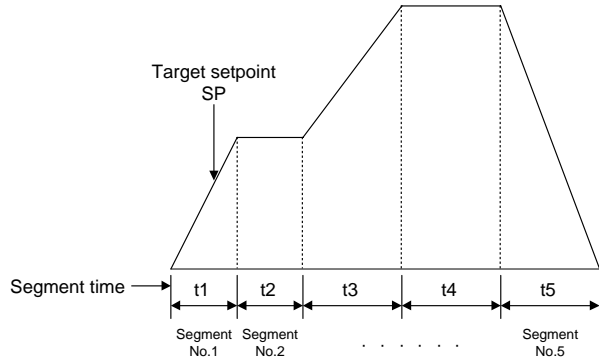 Target setpoint
SP
Segment time
t1 t2 t3 t4 t5
Segment
No.1
Segment
No.2
. . . . . .
Segment
No.5